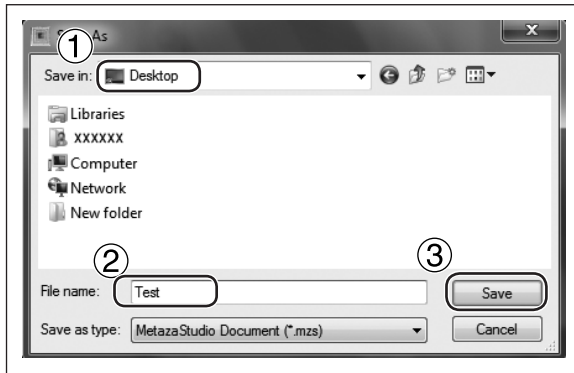 As
①
Save in: Desktop
Libraries
xxxxxx
Computer
Network
New folder
②
③
File name: Test
Save
Save as type: MetazaStudio Document (*.mzs)
Cancel